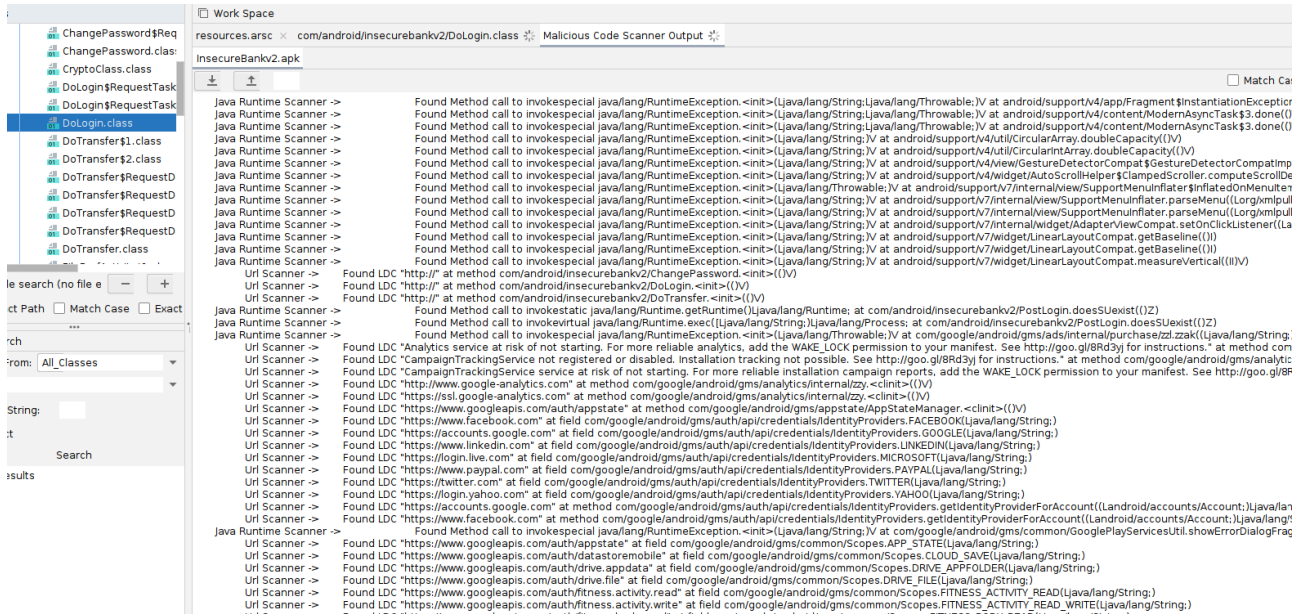 Work Space
resources.arsc × com/android/insecurebankv2/DoLogin.class Malicious Code Scanner Output
InsecureBankv2.apk
Match Cas
ChangePassword$Req
ChangePassword.clas
CryptoClass.class
DoLogin$RequestTask
DoLogin$RequestTask
DoLogin.class
DoTransfer$1.class
DoTransfer$2.class
DoTransfer$RequestD
DoTransfer$RequestD
DoTransfer$RequestD
DoTransfer$RequestD
DoTransfer.class
le search (no file e − +
ct Path Match Case Exact
rch
From: All_Classes
String:
ct
Search
esults
Java Runtime Scanner -> Found Method call to invokespecial java/lang/RuntimeException.<init>(Ljava/lang/String;Ljava/lang/Throwable;)V at android/support/v4/app/Fragment$InstantiationException
Java Runtime Scanner -> Found Method call to invokespecial java/lang/RuntimeException.<init>(Ljava/lang/String;Ljava/lang/Throwable;)V at android/support/v4/content/ModernAsyncTask$3.done(()
Java Runtime Scanner -> Found Method call to invokespecial java/lang/RuntimeException.<init>(Ljava/lang/String;Ljava/lang/Throwable;)V at android/support/v4/content/ModernAsyncTask$3.done(()
Java Runtime Scanner -> Found Method call to invokespecial java/lang/RuntimeException.<init>(Ljava/lang/String;)V at android/support/v4/util/CircularArray.doubleCapacity(()V)
Java Runtime Scanner -> Found Method call to invokespecial java/lang/RuntimeException.<init>(Ljava/lang/String;)V at android/support/v4/util/CircularIntArray.doubleCapacity(()V)
Java Runtime Scanner -> Found Method call to invokespecial java/lang/RuntimeException.<init>(Ljava/lang/String;)V at android/support/v4/view/GestureDetectorCompat$GestureDetectorCompatImp
Java Runtime Scanner -> Found Method call to invokespecial java/lang/RuntimeException.<init>(Ljava/lang/String;)V at android/support/v4/widget/AutoScrollHelper$ClampedScroller.computeScrollDe
Java Runtime Scanner -> Found Method call to invokespecial java/lang/RuntimeException.<init>(Ljava/lang/Throwable;)V at android/support/v7/internal/view/SupportMenuInflater$InflatedOnMenuItem
Java Runtime Scanner -> Found Method call to invokespecial java/lang/RuntimeException.<init>(Ljava/lang/String;)V at android/support/v7/internal/view/SupportMenuInflater.parseMenu((Lorg/xmlpull
Java Runtime Scanner -> Found Method call to invokespecial java/lang/RuntimeException.<init>(Ljava/lang/String;)V at android/support/v7/internal/view/SupportMenuInflater.parseMenu((Lorg/xmlpull
Java Runtime Scanner -> Found Method call to invokespecial java/lang/RuntimeException.<init>(Ljava/lang/String;)V at android/support/v7/internal/widget/AdapterViewCompat.setOnClickListener((La
Java Runtime Scanner -> Found Method call to invokespecial java/lang/RuntimeException.<init>(Ljava/lang/String;)V at android/support/v7/widget/LinearLayoutCompat.getBaseline(()I)
Java Runtime Scanner -> Found Method call to invokespecial java/lang/RuntimeException.<init>(Ljava/lang/String;)V at android/support/v7/widget/LinearLayoutCompat.getBaseline(()I)
Java Runtime Scanner -> Found Method call to invokespecial java/lang/RuntimeException.<init>(Ljava/lang/String;)V at android/support/v7/widget/LinearLayoutCompat.measureVertical((II)V)
Url Scanner -> Found LDC "http://" at method com/android/insecurebankv2/ChangePassword.<init>(()V)
Url Scanner -> Found LDC "http://" at method com/android/insecurebankv2/DoLogin.<init>(()V)
Url Scanner -> Found LDC "http://" at method com/android/insecurebankv2/DoTransfer.<init>(()V)
Java Runtime Scanner -> Found Method call to invokestatic java/lang/Runtime.getRuntime()Ljava/lang/Runtime; at com/android/insecurebankv2/PostLogin.doesSUexist(()Z)
Java Runtime Scanner -> Found Method call to invokevirtual java/lang/Runtime.exec([Ljava/lang/String;)Ljava/lang/Process; at com/android/insecurebankv2/PostLogin.doesSUexist(()Z)
Java Runtime Scanner -> Found Method call to invokespecial java/lang/RuntimeException.<init>(Ljava/lang/Throwable;)V at com/google/android/gms/ads/internal/purchase/zzl.zzak((Ljava/lang/String;)
Url Scanner -> Found LDC "Analytics service at risk of not starting. For more reliable analytics, add the WAKE_LOCK permission to your manifest. See http://goo.gl/8Rd3yj for instructions." at method com
Url Scanner -> Found LDC "CampaignTrackingService not registered or disabled. Installation tracking not possible. See http://goo.gl/8Rd3yj for instructions." at method com/google/android/gms/analytic
Url Scanner -> Found LDC "CampaignTrackingService service at risk of not starting. For more reliable installation campaign reports, add the WAKE_LOCK permission to your manifest. See http://goo.gl/8R
Url Scanner -> Found LDC "http://www.google-analytics.com" at method com/google/android/gms/analytics/internal/zzy.<clinit>(()V)
Url Scanner -> Found LDC "https://ssl.google-analytics.com" at method com/google/android/gms/analytics/internal/zzy.<clinit>(()V)
Url Scanner -> Found LDC "https://www.googleapis.com/auth/appstate" at method com/google/android/gms/appstate/AppStateManager.<clinit>(()V)
Url Scanner -> Found LDC "https://www.facebook.com" at field com/google/android/gms/auth/api/credentials/IdentityProviders.FACEBOOK(Ljava/lang/String;)
Url Scanner -> Found LDC "https://accounts.google.com" at field com/google/android/gms/auth/api/credentials/IdentityProviders.GOOGLE(Ljava/lang/String;)
Url Scanner -> Found LDC "https://www.linkedin.com" at field com/google/android/gms/auth/api/credentials/IdentityProviders.LINKEDIN(Ljava/lang/String;)
Url Scanner -> Found LDC "https://login.live.com" at field com/google/android/gms/auth/api/credentials/IdentityProviders.MICROSOFT(Ljava/lang/String;)
Url Scanner -> Found LDC "https://www.paypal.com" at field com/google/android/gms/auth/api/credentials/IdentityProviders.PAYPAL(Ljava/lang/String;)
Url Scanner -> Found LDC "https://twitter.com" at field com/google/android/gms/auth/api/credentials/IdentityProviders.TWITTER(Ljava/lang/String;)
Url Scanner -> Found LDC "https://login.yahoo.com" at field com/google/android/gms/auth/api/credentials/IdentityProviders.YAHOO(Ljava/lang/String;)
Url Scanner -> Found LDC "https://accounts.google.com" at method com/google/android/gms/auth/api/credentials/IdentityProviders.getIdentityProviderForAccount((Landroid/accounts/Account;)Ljava/lan
Url Scanner -> Found LDC "https://www.facebook.com" at method com/google/android/gms/auth/api/credentials/IdentityProviders.getIdentityProviderForAccount((Landroid/accounts/Account;)Ljava/lang/S
Java Runtime Scanner -> Found Method call to invokespecial java/lang/RuntimeException.<init>(Ljava/lang/String;)V at com/google/android/gms/common/GooglePlayServicesUtil.showErrorDialogFrag
Url Scanner -> Found LDC "https://www.googleapis.com/auth/appstate" at field com/google/android/gms/common/Scopes.APP_STATE(Ljava/lang/String;)
Url Scanner -> Found LDC "https://www.googleapis.com/auth/datastoremobile" at field com/google/android/gms/common/Scopes.CLOUD_SAVE(Ljava/lang/String;)
Url Scanner -> Found LDC "https://www.googleapis.com/auth/drive.appdata" at field com/google/android/gms/common/Scopes.DRIVE_APPFOLDER(Ljava/lang/String;)
Url Scanner -> Found LDC "https://www.googleapis.com/auth/drive.file" at field com/google/android/gms/common/Scopes.DRIVE_FILE(Ljava/lang/String;)
Url Scanner -> Found LDC "https://www.googleapis.com/auth/fitness.activity.read" at field com/google/android/gms/common/Scopes.FITNESS_ACTIVITY_READ(Ljava/lang/String;)
Url Scanner -> Found LDC "https://www.googleapis.com/auth/fitness.activity.write" at field com/google/android/gms/common/Scopes.FITNESS_ACTIVITY_READ_WRITE(Ljava/lang/String;)